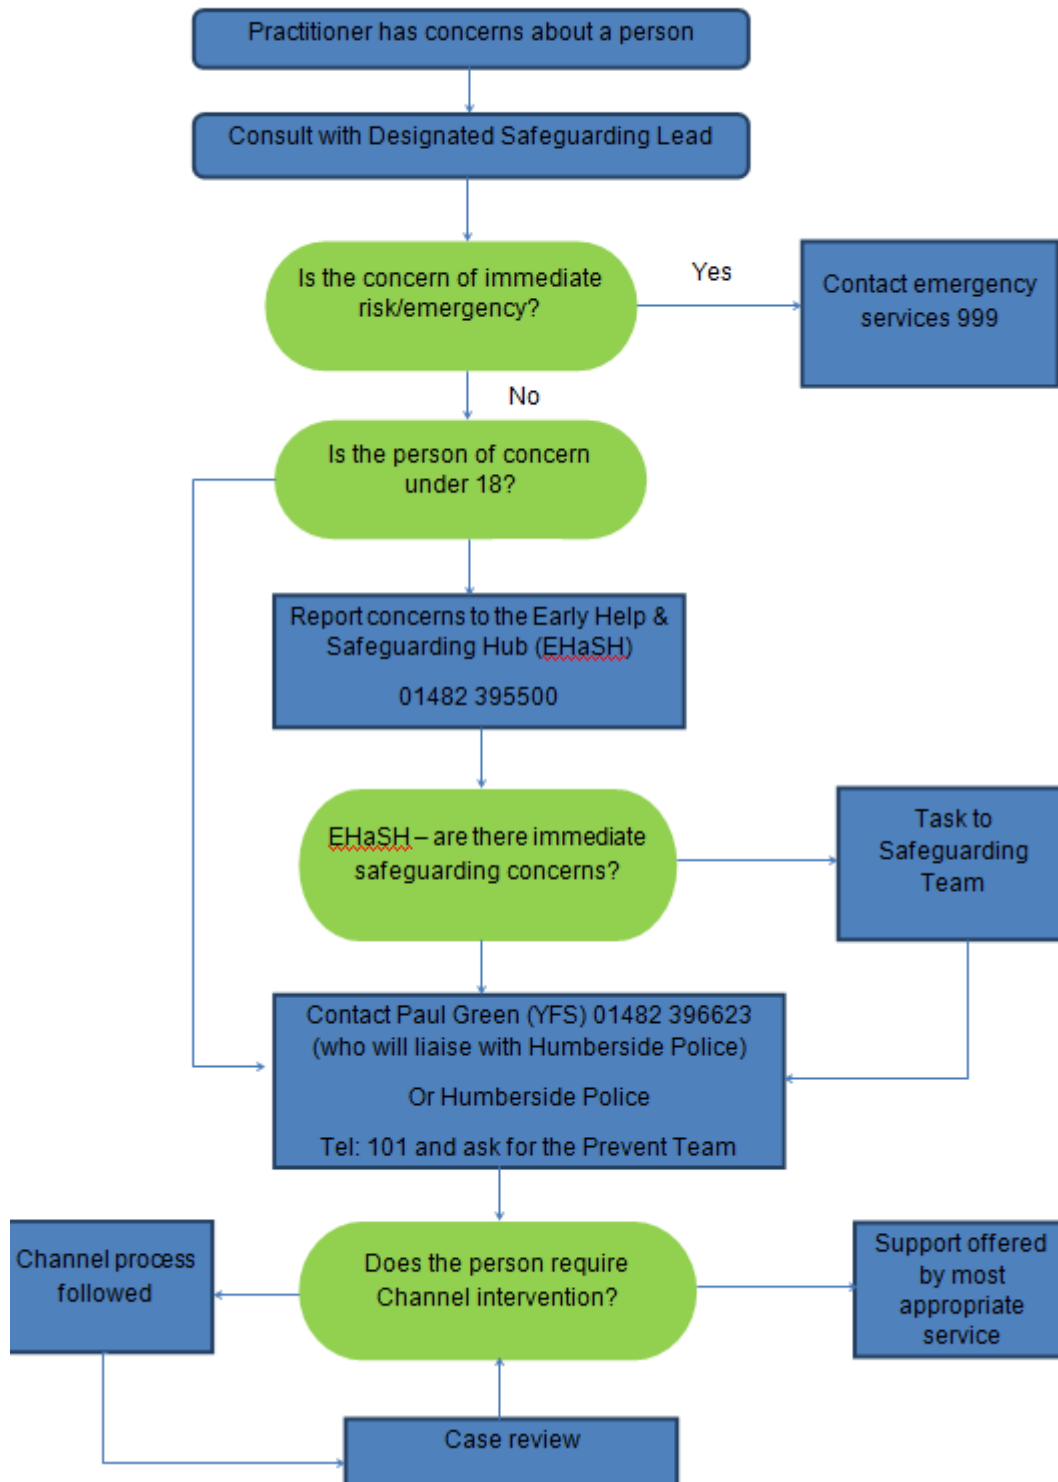 Practitioner has concerns about a person
Consult with Designated Safeguarding Lead
Is the concern of immediate
risk/emergency?
Yes
Contact emergency
services 999
No
Is the person of concern
under 18?
Report concerns to the Early Help &
Safeguarding Hub (EHaSH)
01482 395500
EHaSH – are there immediate
safeguarding concerns?
Task to
Safeguarding
Team
Contact Paul Green (YFS) 01482 396623
(who will liaise with Humberside Police)
Or Humberside Police
Tel: 101 and ask for the Prevent Team
Channel process
followed
Does the person require
Channel intervention?
Support offered
by most
appropriate
service
Case review